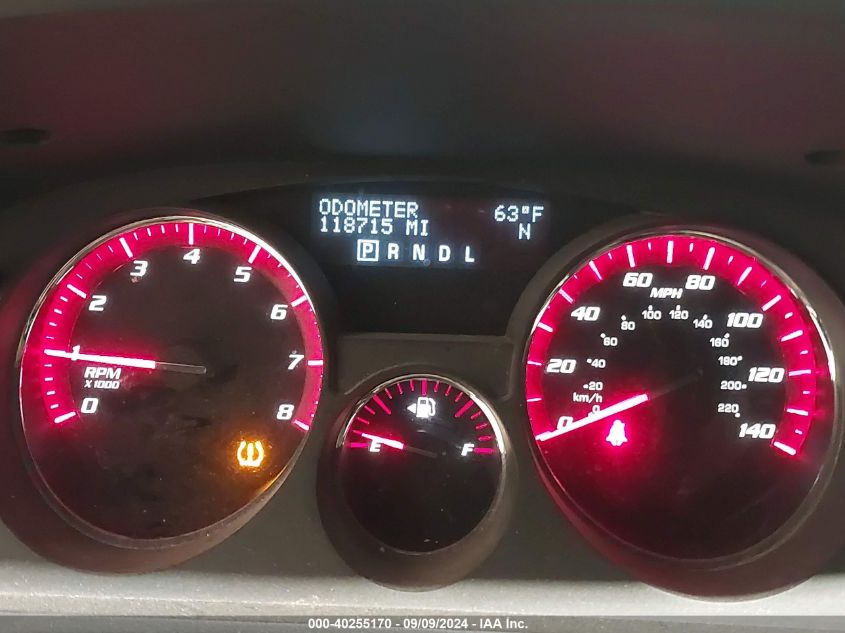 ODOMETER 63°F
118715 MI N
P R N D L
0 1 2 3 4 5 6 7 8
RPM
X 1000
E F
0 20 40 60 80 100 120 140
MPH
0 20 40 60 80 100 120 140 160 180 200 220
km/h
000-40255170 - 09/09/2024 - IAA Inc.